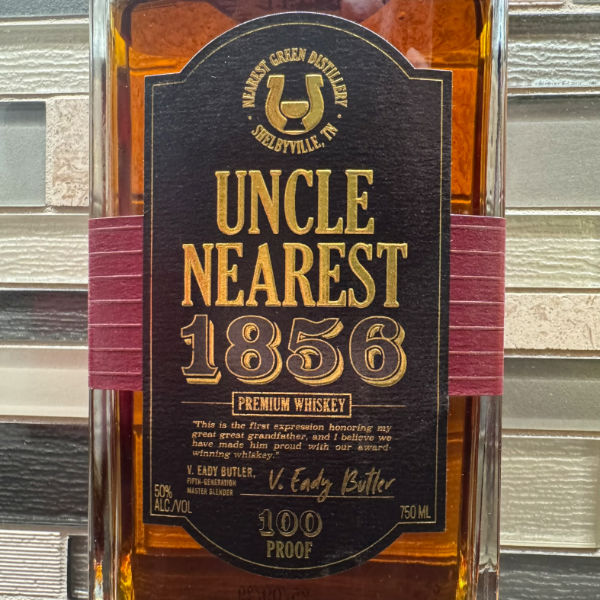 NEAREST GREEN DISTILLERY
• SHELBYVILLE, TN •
UNCLE
NEAREST
1856
PREMIUM WHISKEY
"This is the first expression honoring my
great great grandfather, and I believe we
have made him proud with our award-
winning whiskey."
V. EADY BUTLER,
FIFTH-GENERATION
MASTER BLENDER
V. Eady Butler
50%
ALC./VOL
750 ML
100
PROOF